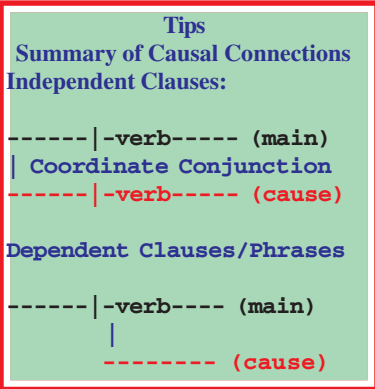 Tips
Summary of Causal Connections
Independent Clauses:
------|-verb----- (main)
| Coordinate Conjunction
------|-verb----- (cause)
Dependent Clauses/Phrases
------|-verb---- (main)
|
-------- (cause)